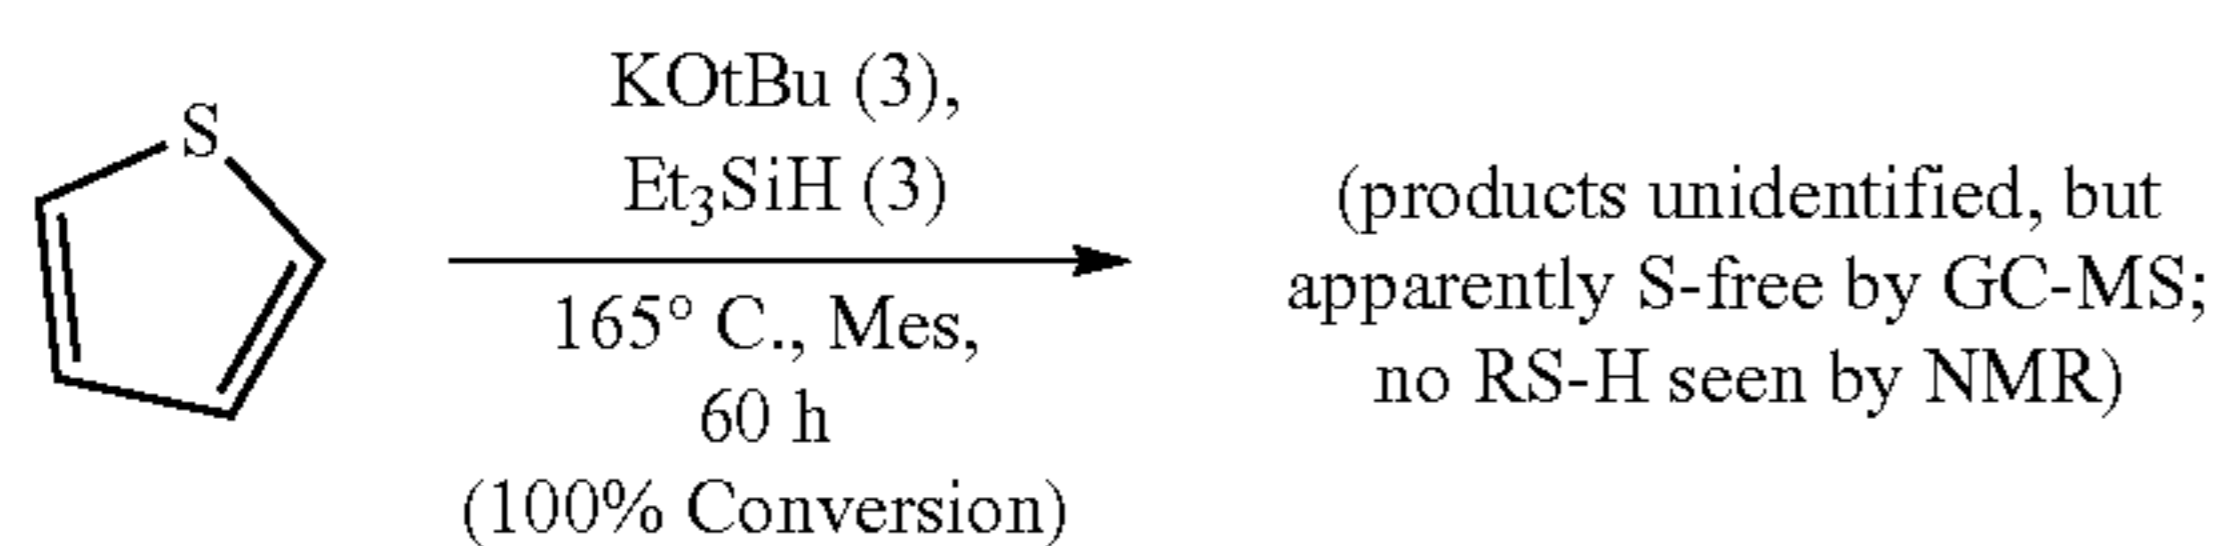 S
KOtBu (3),
Et₃SiH (3)
165° C., Mes,
60 h
(100% Conversion)
(products unidentified, but
apparently S-free by GC-MS;
no RS-H seen by NMR)